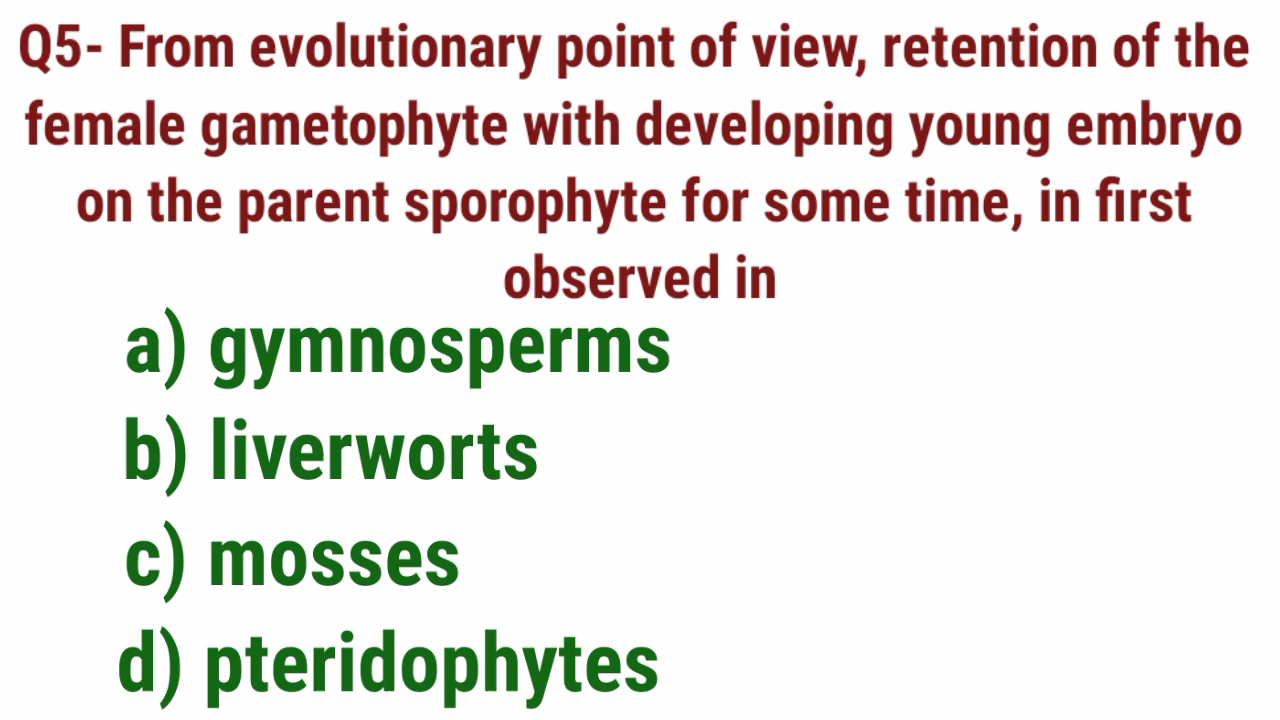 Q5- From evolutionary point of view, retention of the
female gametophyte with developing young embryo
on the parent sporophyte for some time, in first
observed in
a) gymnosperms
b) liverworts
c) mosses
d) pteridophytes